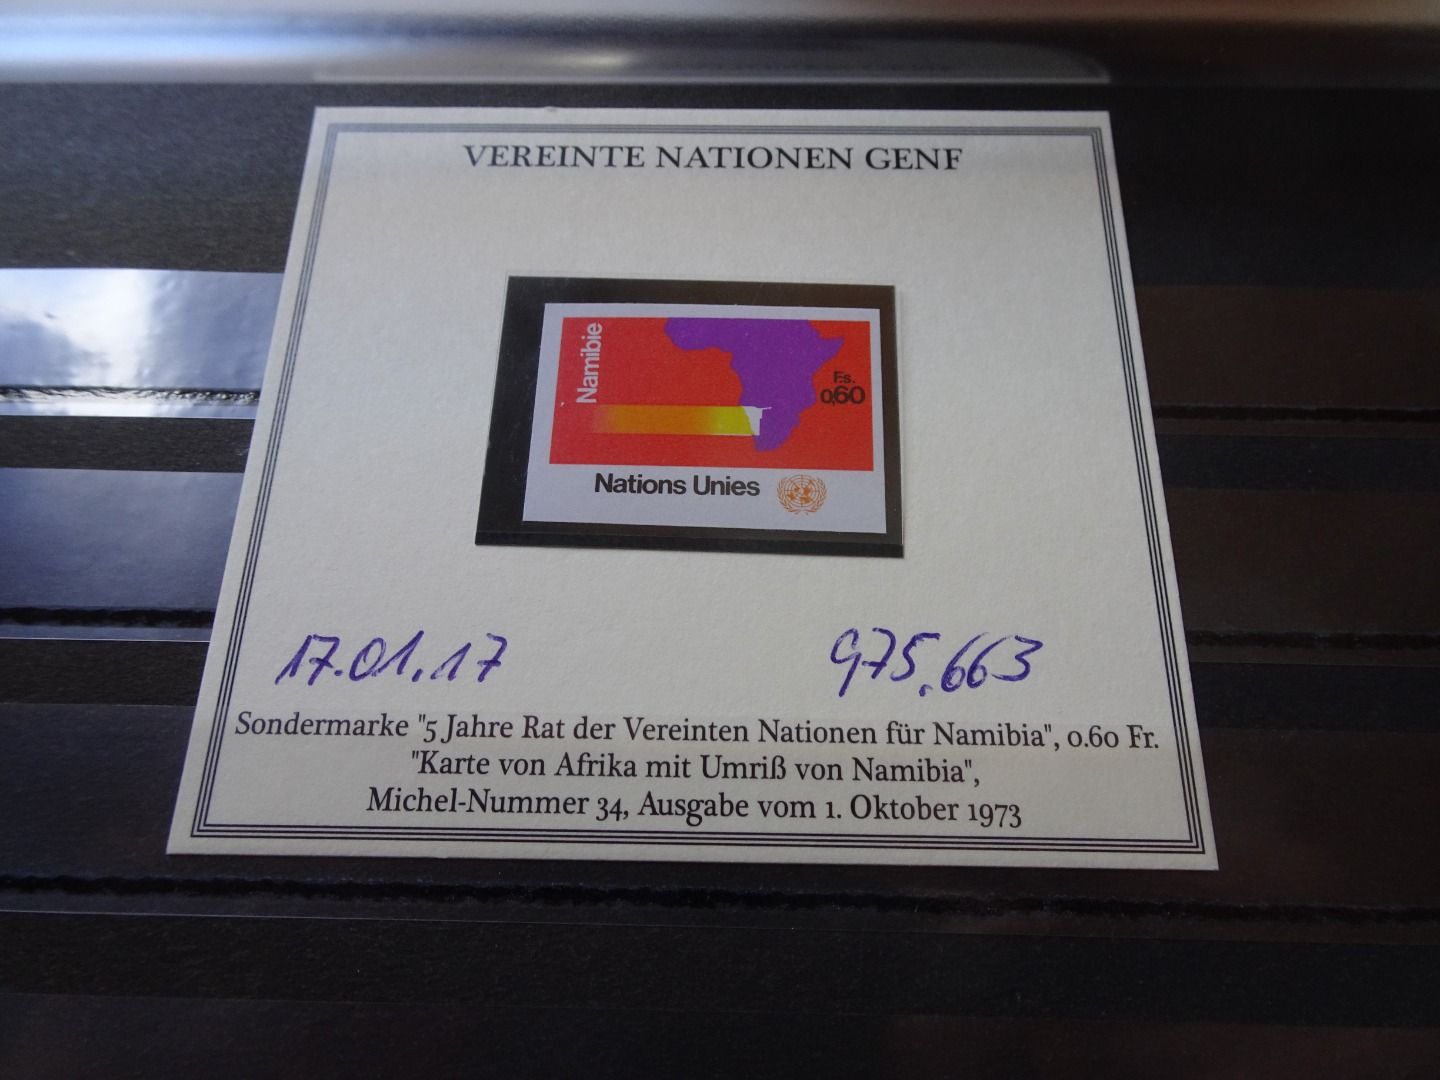 VEREINTE NATIONEN GENF
Namibie
Fs.
0,60
Nations Unies
17.01.17
975.663
Sondermarke "5 Jahre Rat der Vereinten Nationen für Namibia", 0.60 Fr.
"Karte von Afrika mit Umriß von Namibia",
Michel-Nummer 34, Ausgabe vom 1. Oktober 1973